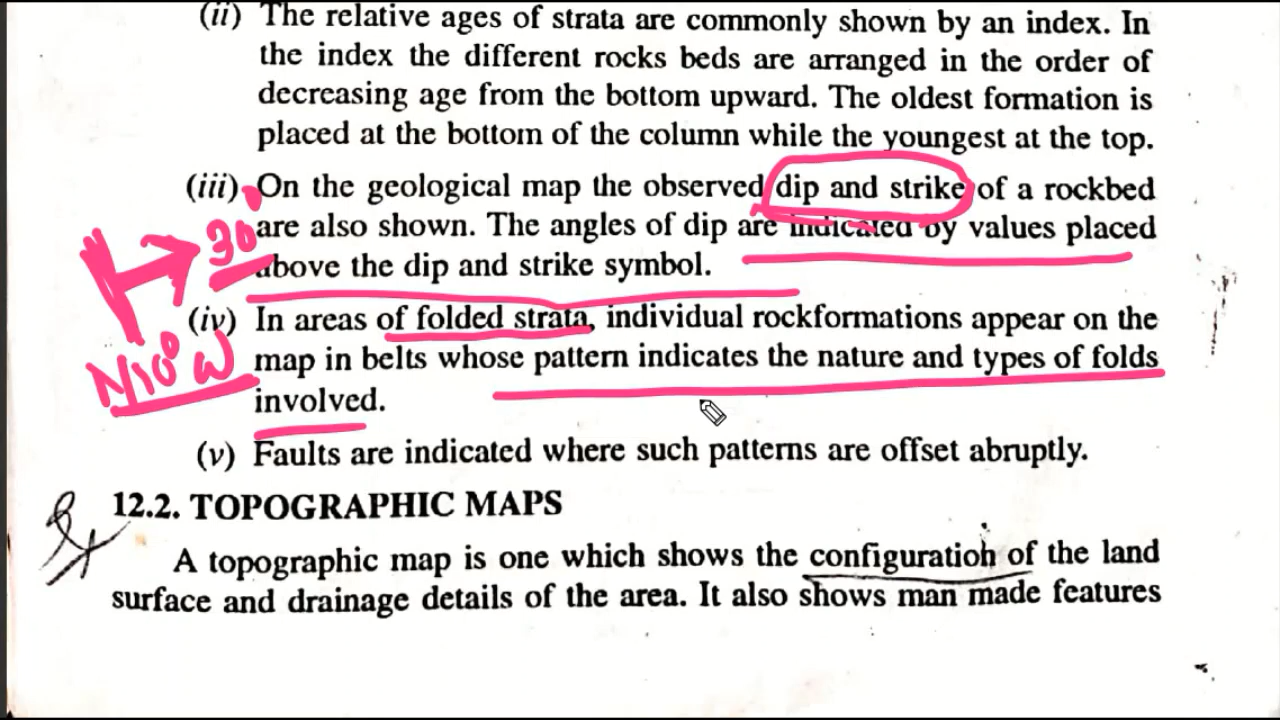 (ii) The relative ages of strata are commonly shown by an index. In
the index the different rocks beds are arranged in the order of
decreasing age from the bottom upward. The oldest formation is
placed at the bottom of the column while the youngest at the top.
(iii) On the geological map the observed dip and strike of a rockbed
30 are also shown. The angles of dip are indicated by values placed
above the dip and strike symbol.
(iv) In areas of folded strata, individual rockformations appear on the
N10° W map in belts whose pattern indicates the nature and types of folds
involved.
(v) Faults are indicated where such patterns are offset abruptly.
12.2. TOPOGRAPHIC MAPS
A topographic map is one which shows the configuration of the land
surface and drainage details of the area. It also shows man made features